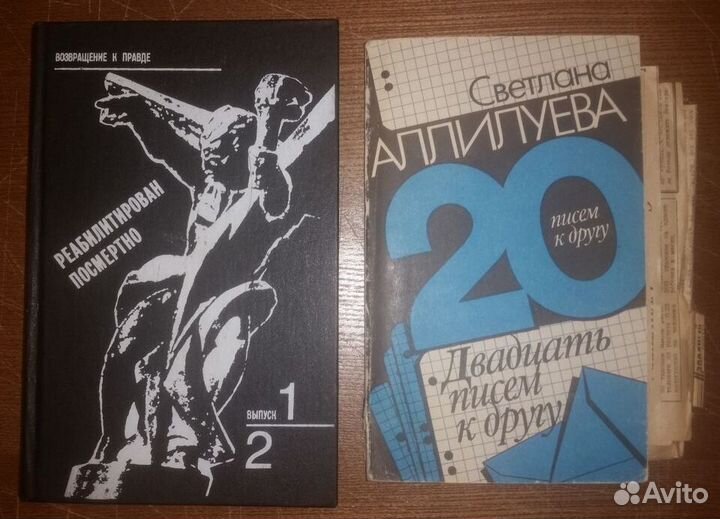 ВОЗВРАЩЕНИЕ К ПРАВДЕ
РЕАБИЛИТИРОВАН
ПОСМЕРТНО
ВЫПУСК 1
2
Светлана
АЛЛИЛУЕВА
20
писем
к другу
Двадцать
писем
к другу
Avito